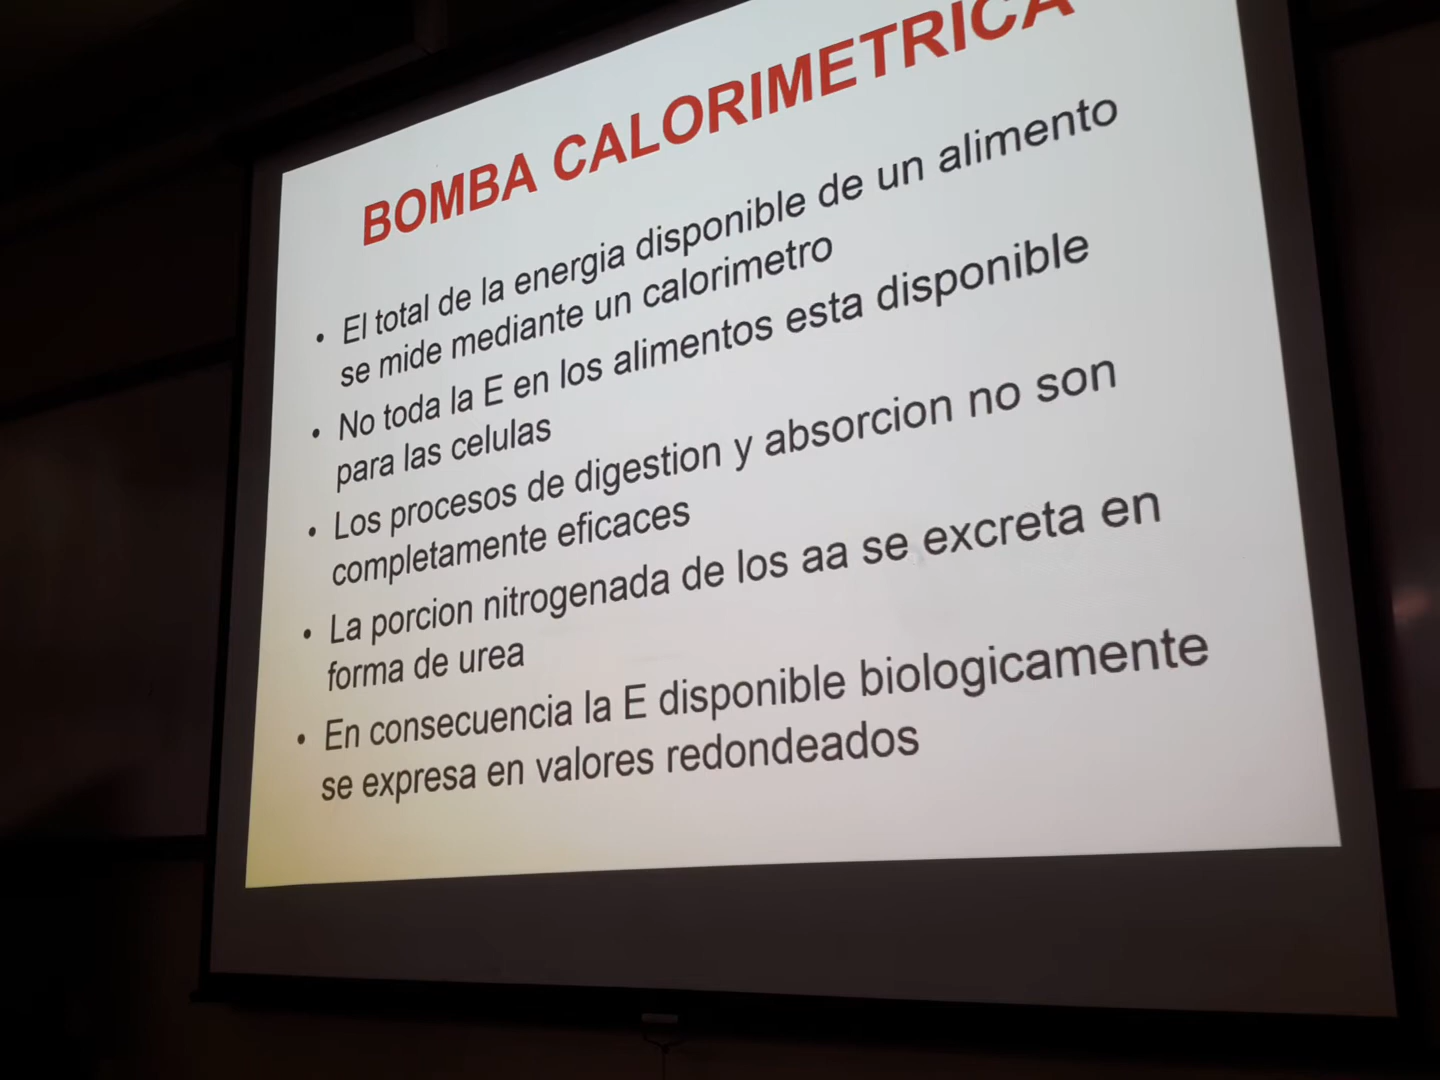 BOMBA CALORIMETRICA
• El total de la energia disponible de un alimento
se mide mediante un calorimetro
• No toda la E en los alimentos esta disponible
para las celulas
• Los procesos de digestion y absorcion no son
completamente eficaces
• La porcion nitrogenada de los aa se excreta en
forma de urea
• En consecuencia la E disponible biologicamente
se expresa en valores redondeados